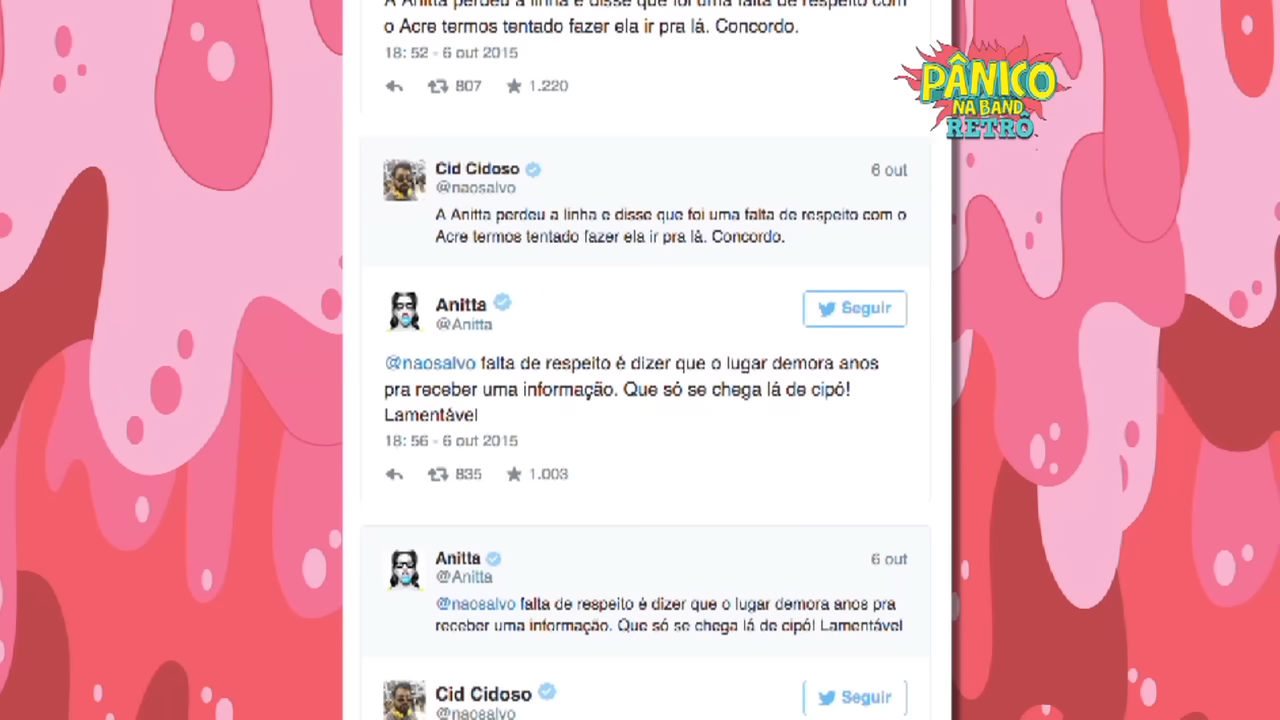 A Anitta perdeu a linha e disse que foi uma falta de respeito com
o Acre termos tentado fazer ela ir pra lá. Concordo.
18:52 - 6 out 2015
807 1.220
PÂNICO
NA BAND
RETRÔ
Cid Cidoso 6 out
@naosalvo
A Anitta perdeu a linha e disse que foi uma falta de respeito com o
Acre termos tentado fazer ela ir pra lá. Concordo.
Anitta Seguir
@Anitta
@naosalvo falta de respeito é dizer que o lugar demora anos
pra receber uma informação. Que só se chega lá de cipó!
Lamentável
18:56 - 6 out 2015
835 1.003
Anitta 6 out
@Anitta
@naosalvo falta de respeito é dizer que o lugar demora anos pra
receber uma informação. Que só se chega lá de cipó! Lamentável
Cid Cidoso Seguir
@naosalvo